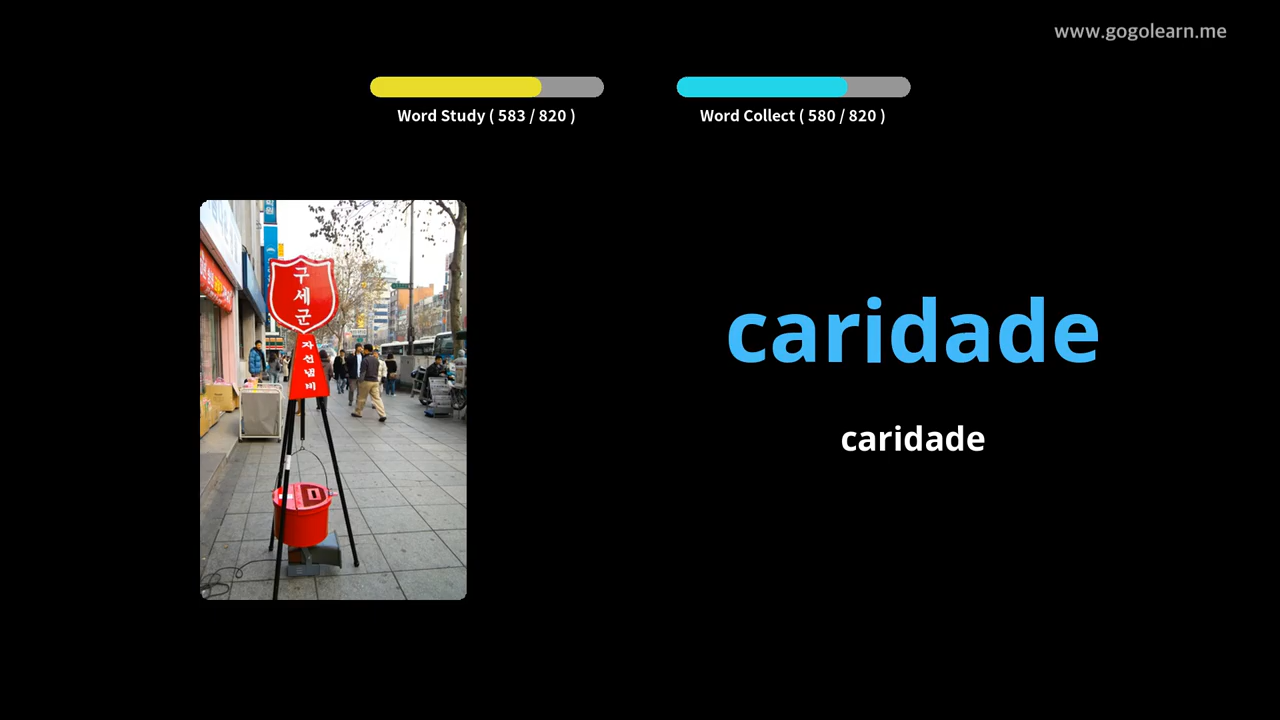 www.gogolearn.me
Word Study ( 583 / 820 )
Word Collect ( 580 / 820 )
구
세
군
자
선
냄
비
caridade
caridade